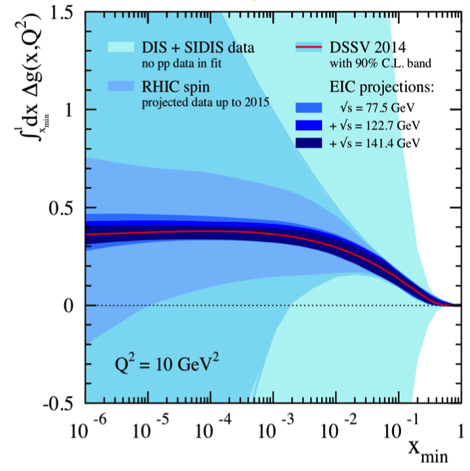 1.5
1
0.5
0
-0.5
∫¹ₓₘᵢₙ dx Δg(x,Q²)
DIS + SIDIS data
no pp data in fit
RHIC spin
projected data up to 2015
DSSV 2014
with 90% C.L. band
EIC projections:
√s = 77.5 GeV
+ √s = 122.7 GeV
+ √s = 141.4 GeV
Q² = 10 GeV²
10⁻⁶ 10⁻⁵ 10⁻⁴ 10⁻³ 10⁻² 10⁻¹ 1
xₘᵢₙ